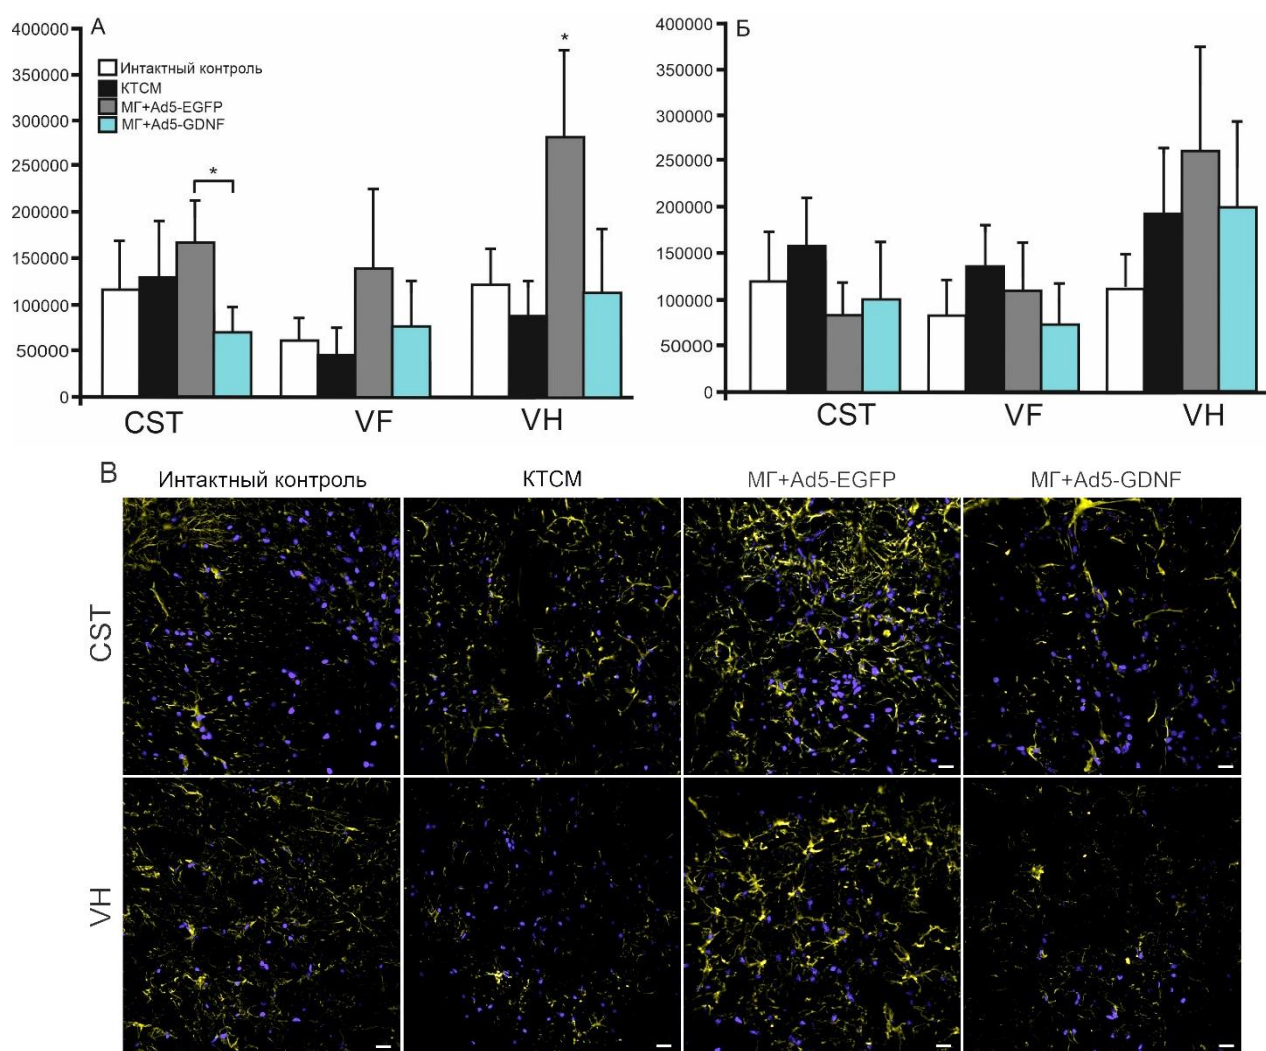 А
400000
350000
300000
250000
200000
150000
100000
50000
0
Интактный контроль
КТСМ
МГ+Ad5-EGFP
МГ+Ad5-GDNF
*
*
CST VF VH
Б
400000
350000
300000
250000
200000
150000
100000
50000
0
CST VF VH
В
Интактный контроль КТСМ МГ+Ad5-EGFP МГ+Ad5-GDNF
CST
VH